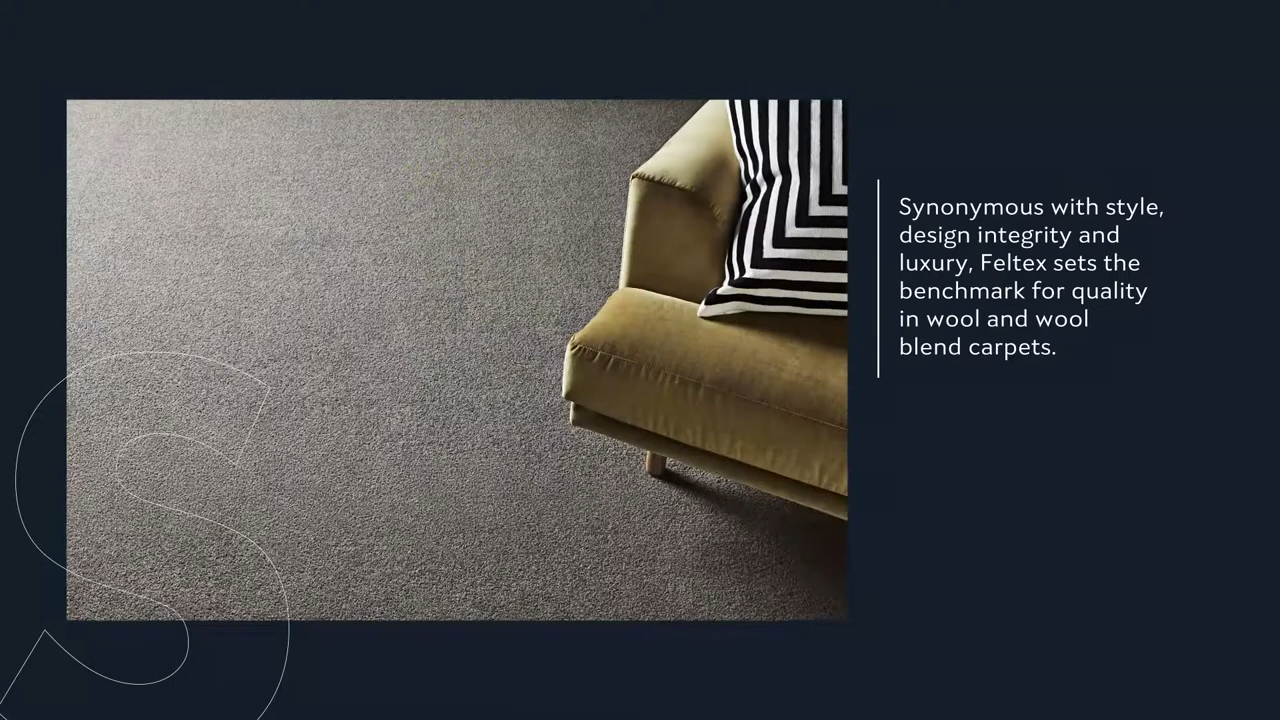 Synonymous with style,
design integrity and
luxury, Feltex sets the
benchmark for quality
in wool and wool
blend carpets.
S